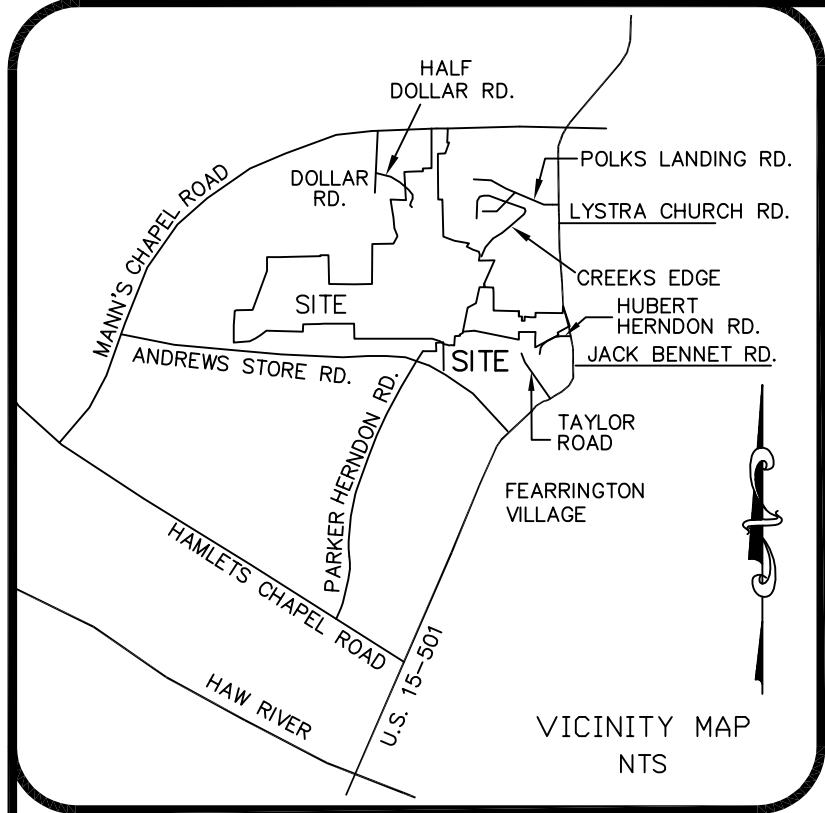 HALF
DOLLAR RD.
POLKS LANDING RD.
DOLLAR
RD.
LYSTRA CHURCH RD.
MANN'S CHAPEL ROAD
CREEKS EDGE
SITE
HUBERT
HERNDON RD.
ANDREWS STORE RD.
SITE
JACK BENNET RD.
TAYLOR
ROAD
PARKER HERNDON RD.
FEARRINGTON
VILLAGE
HAMLETS CHAPEL ROAD
U.S. 15-501
HAW RIVER
VICINITY MAP
NTS